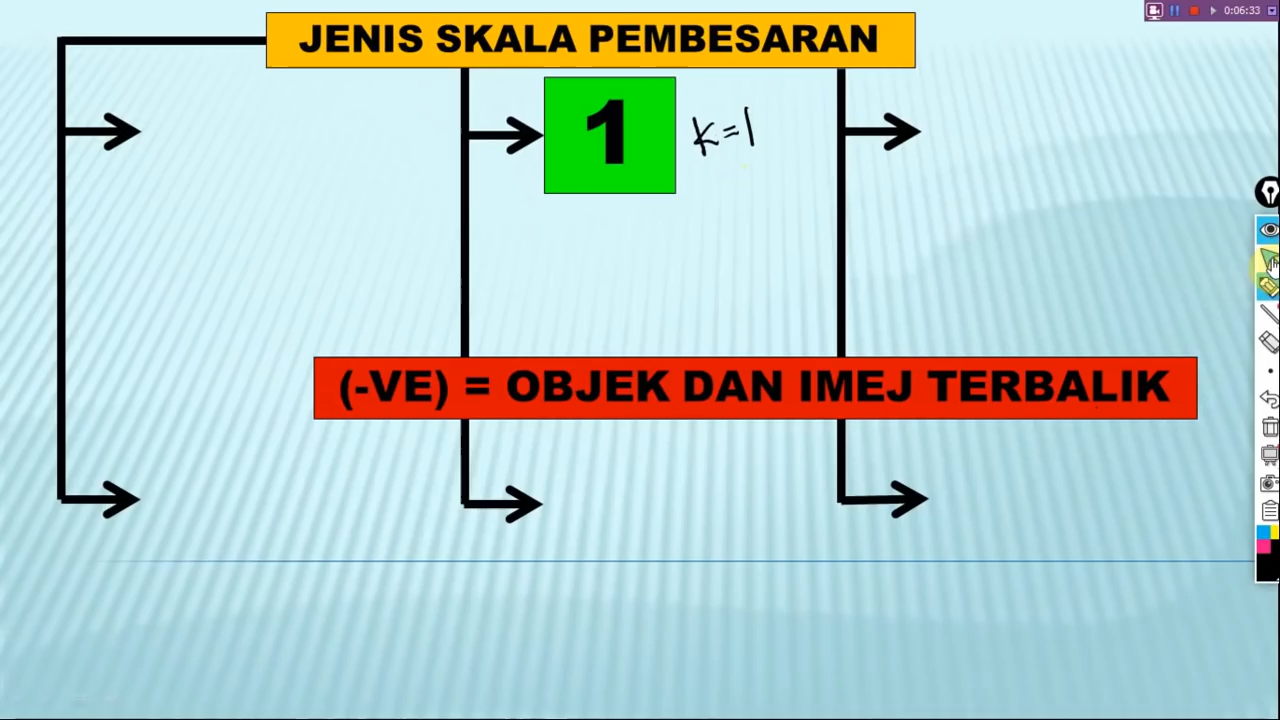 0:06:33
JENIS SKALA PEMBESARAN
1 k=1
(-VE) = OBJEK DAN IMEJ TERBALIK